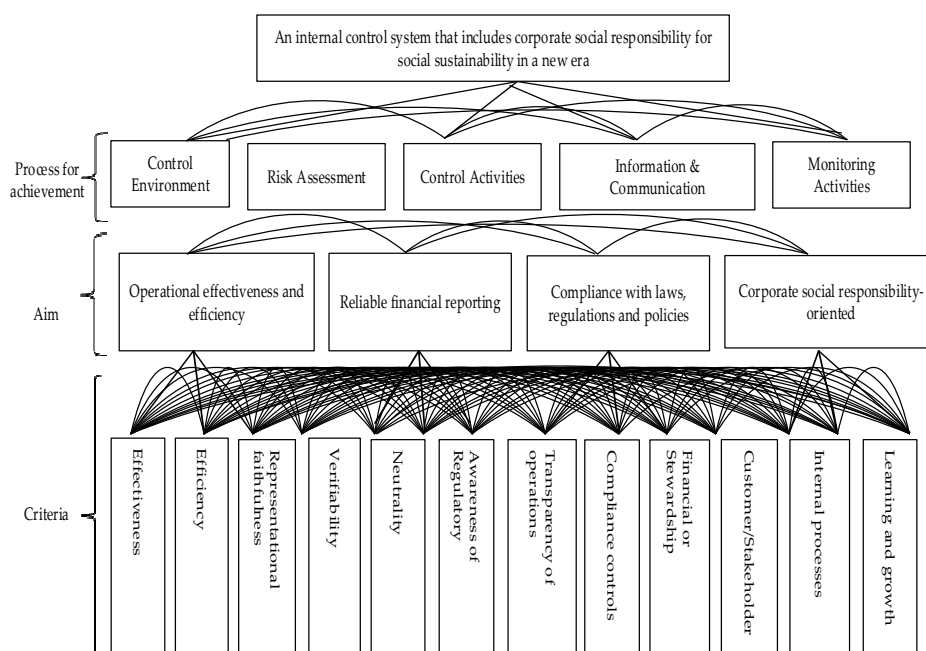 An internal control system that includes corporate social responsibility for
social sustainability in a new era
Process for
achievement
Control
Environment
Risk Assessment
Control Activities
Information &
Communication
Monitoring
Activities
Aim
Operational effectiveness and
efficiency
Reliable financial reporting
Compliance with laws,
regulations and policies
Corporate social responsibility-
oriented
Criteria
Effectiveness
Efficiency
Representational
faithfulness
Verifiability
Neutrality
Awareness of
Regulatory
Transparency of
operations
Compliance controls
Financial or
Stewardship
Customer/Stakeholder
Internal processes
Learning and growth